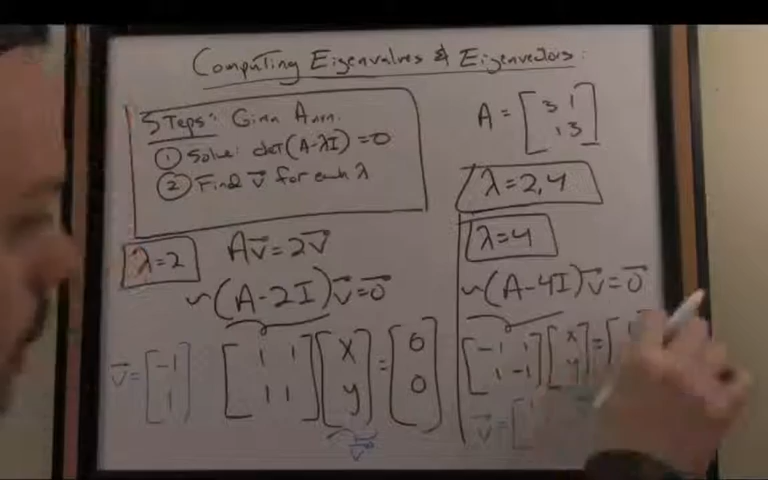 Computing Eigenvalues & Eigenvectors:
Steps: Given Anxn.
① Solve: det(A-λI)=0
② Find v⃗ for each λ
A = [3 1
1 3]
λ=2,4
λ=2
Av⃗=2v⃗
~(A-2I)v⃗=0⃗
v⃗=[-1
1]
[1 1
1 1] [x
y] = [0
0]
v⃗
λ=4
~(A-4I)v⃗=0⃗
[-1 1
1 -1] [x
y] = [
v⃗=[